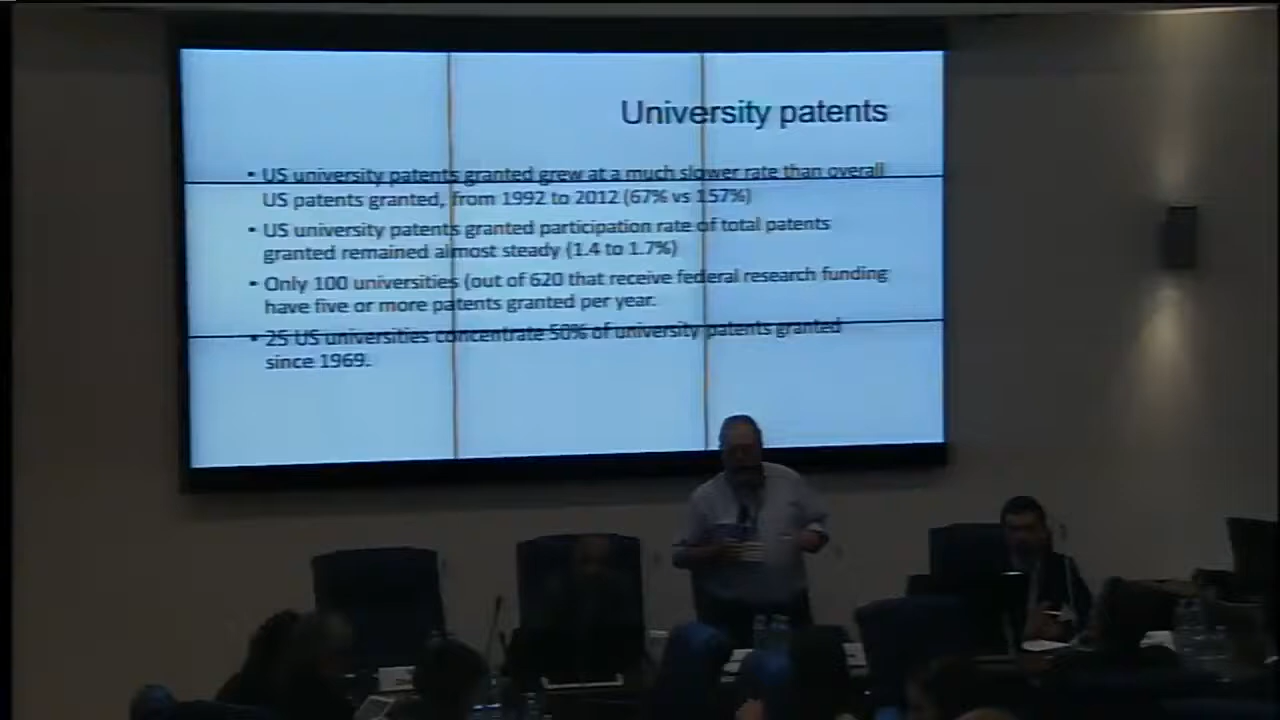 University patents
• US university patents granted grew at a much slower rate than overall
US patents granted, from 1992 to 2012 (67% vs 157%)
• US university patents granted participation rate of total patents
granted remained almost steady (1.4 to 1.7%)
• Only 100 universities (out of 620 that receive federal research funding
have five or more patents granted per year.
• 25 US universities concentrate 50% of university patents granted
since 1969.